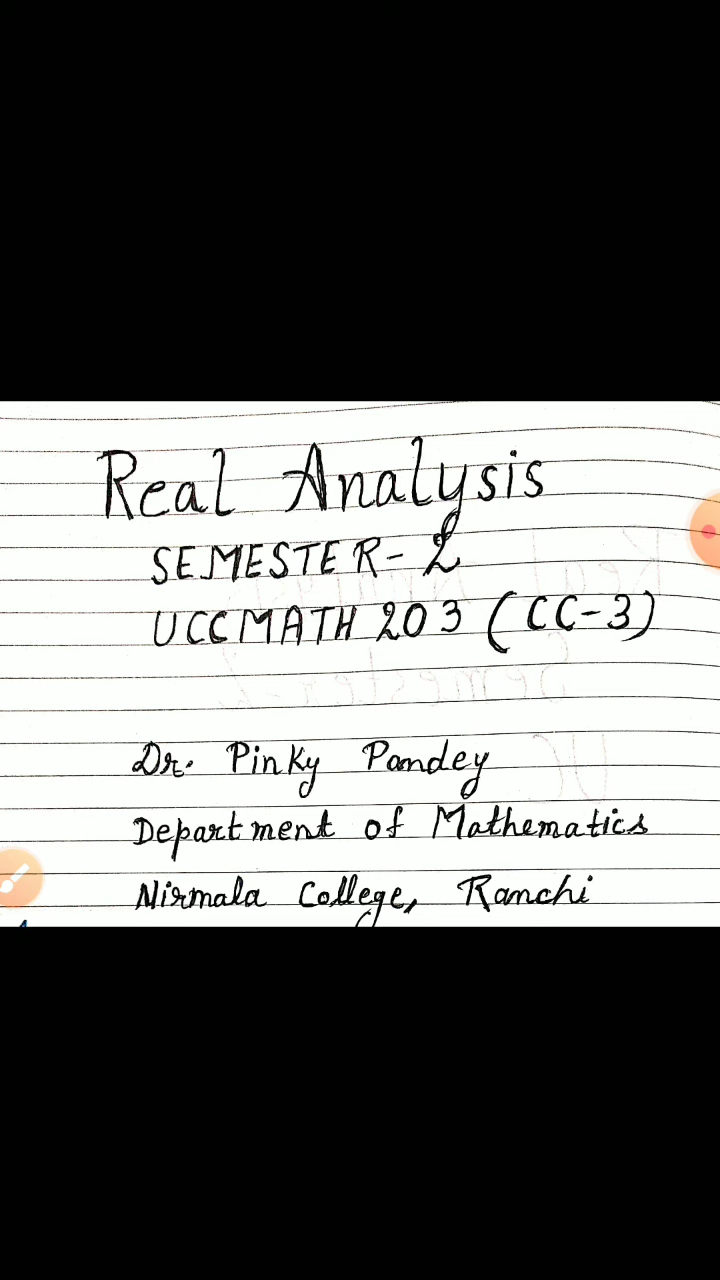 Real Analysis
SEMESTER-2
UCCMATH 203 (CC-3)
Dr. Pinky Pandey
Department of Mathematics
Nirmala College, Ranchi